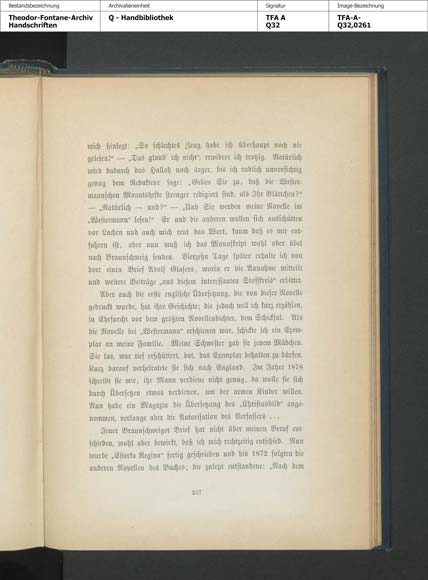 Bestandsbezeichnung
Archivalieneinheit
Signatur
Image-Bezeichnung
Theodor-Fontane-Archiv
Handschriften
Q - Handbibliothek
TFA A
Q32
TFA-A-
Q32,0261
mich hinlegt: „So schlechtes Zeug habe ich überhaupt noch nie
gelesen!“ — „Das glaub' ich nicht“, erwidere ich trotzig. Natürlich
wird dadurch das Halloh noch ärger, bis ich endlich unvorsichtig
genug dem Redakteur sage: „Geben Sie zu, daß die Wester-
mannschen Monatshefte strenger redigiert sind, als Ihr Blättchen?“
— „Natürlich — und?“ — „Und Sie werden meine Novelle im
„Westermann“ lesen!“ Er und die anderen wollen sich ausschütten
vor Lachen und auch mich reut das Wort, kaum daß es mir ent-
fahren ist, aber nun muß ich das Manuskript wohl oder übel
nach Braunschweig senden. Vierzehn Tage später erhalte ich von
dort einen Brief Adolf Glasers, worin er die Annahme mitteilt
und weitere Beiträge „aus diesem interessanten Stoffkreis“ erbittet.
Aber auch die erste englische Übersetzung, die von dieser Novelle
gedruckt wurde, hat ihre Geschichte; die jedoch will ich kurz erzählen,
in Ehrfurcht vor dem größten Novellendichter, dem Schicksal. Als
die Novelle bei „Westermann“ erschienen war, schickte ich ein Exem-
plar an meine Familie. Meine Schwester gab sie jenem Mädchen.
Sie las, war tief erschüttert, bat, das Exemplar behalten zu dürfen.
Kurz darauf verheiratete sie sich nach England. Im Jahre 1878
schreibt sie mir, ihr Mann verdiene nicht genug, da wolle sie sich
durch Übersetzen etwas verdienen, um der armen Kinder willen.
Nun habe ein Magazin die Übersetzung des „Christusbild“ ange-
nommen, verlange aber die Autorisation des Verfassers ...
Jener Braunschweiger Brief hat nicht über meinen Beruf ent-
schieden, wohl aber bewirkt, daß ich mich rechtzeitig entschied. Nun
wurde „Esterka Regina“ fertig geschrieben und bis 1872 folgten die
anderen Novellen des Buches; die zuletzt entstandene: „Nach dem
237